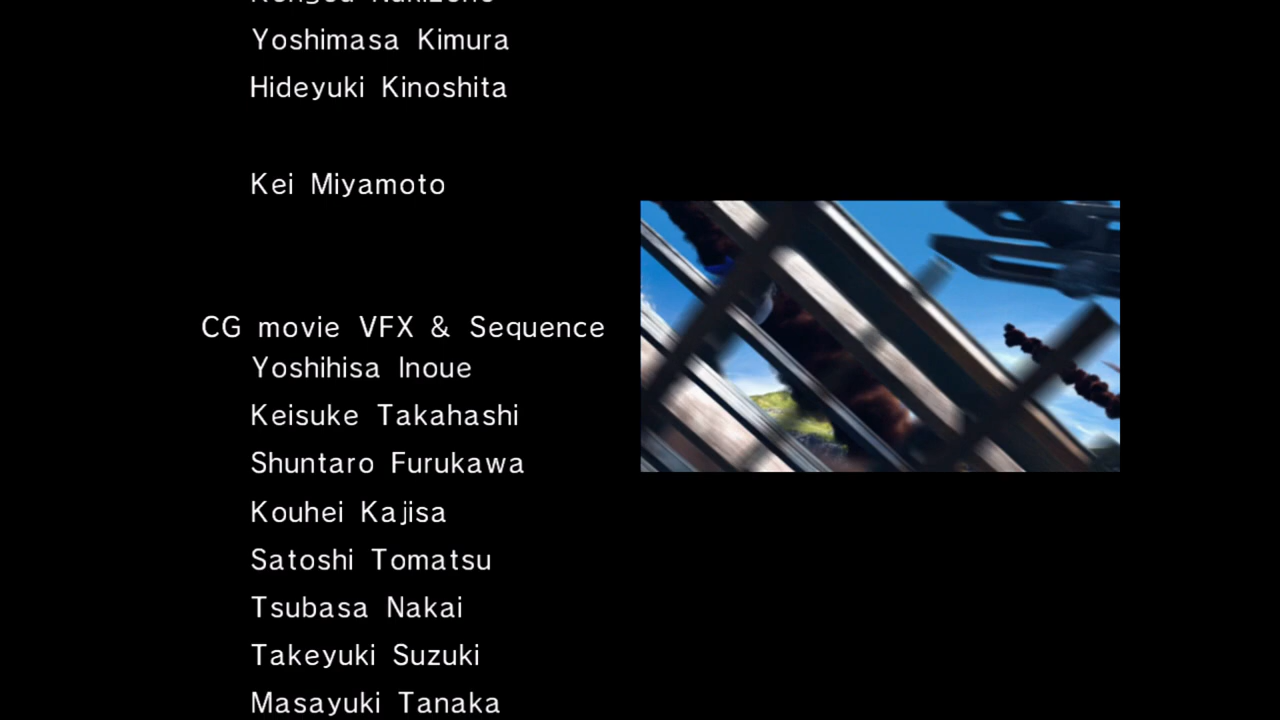 Yoshimasa Kimura
Hideyuki Kinoshita
Kei Miyamoto
CG movie VFX & Sequence
Yoshihisa Inoue
Keisuke Takahashi
Shuntaro Furukawa
Kouhei Kajisa
Satoshi Tomatsu
Tsubasa Nakai
Takeyuki Suzuki
Masayuki Tanaka